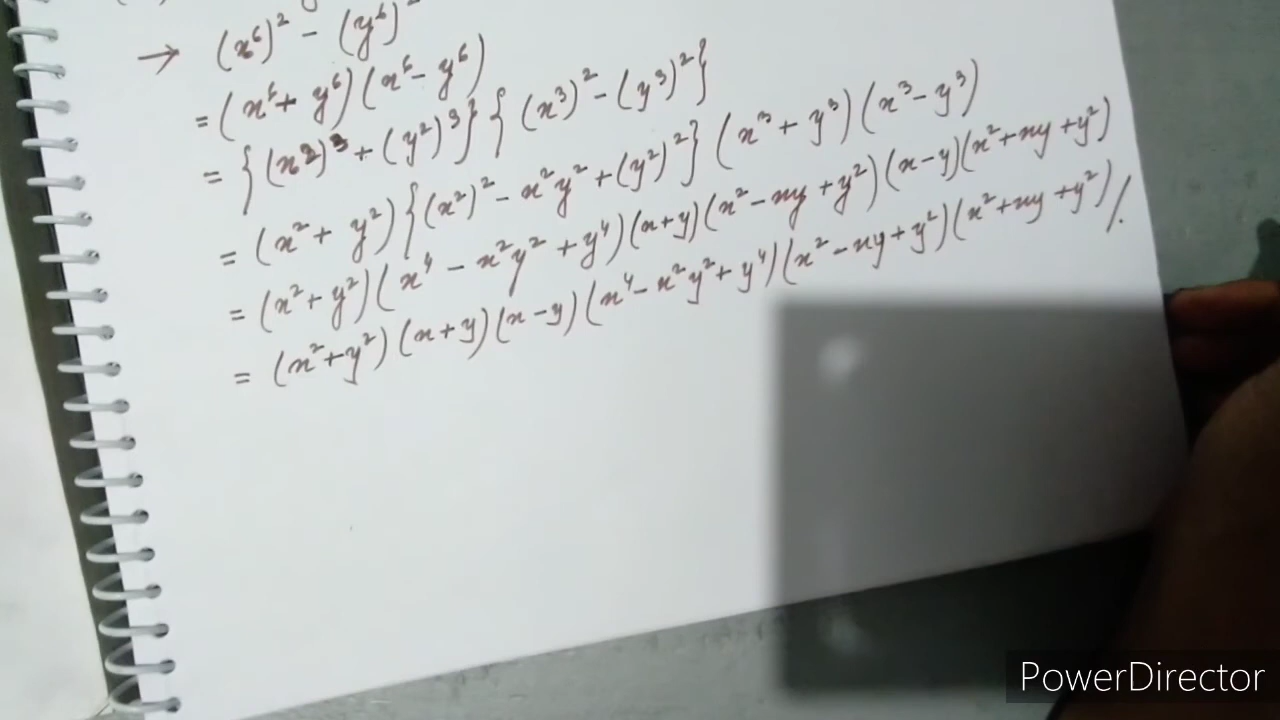 → (x⁶)² - (y⁶)²
= (x⁶ + y⁶)(x⁶ - y⁶)
= {(x²)³ + (y²)³}{(x³)² - (y³)²}
= (x² + y²){(x²)² - x²y² + (y²)²}(x³ + y³)(x³ - y³)
= (x² + y²)(x⁴ - x²y² + y⁴)(x+y)(x² - xy + y²)(x-y)(x² + xy + y²)
= (x² + y²)(x+y)(x-y)(x⁴ - x²y² + y⁴)(x² - xy + y²)(x² + xy + y²)/.
PowerDirector